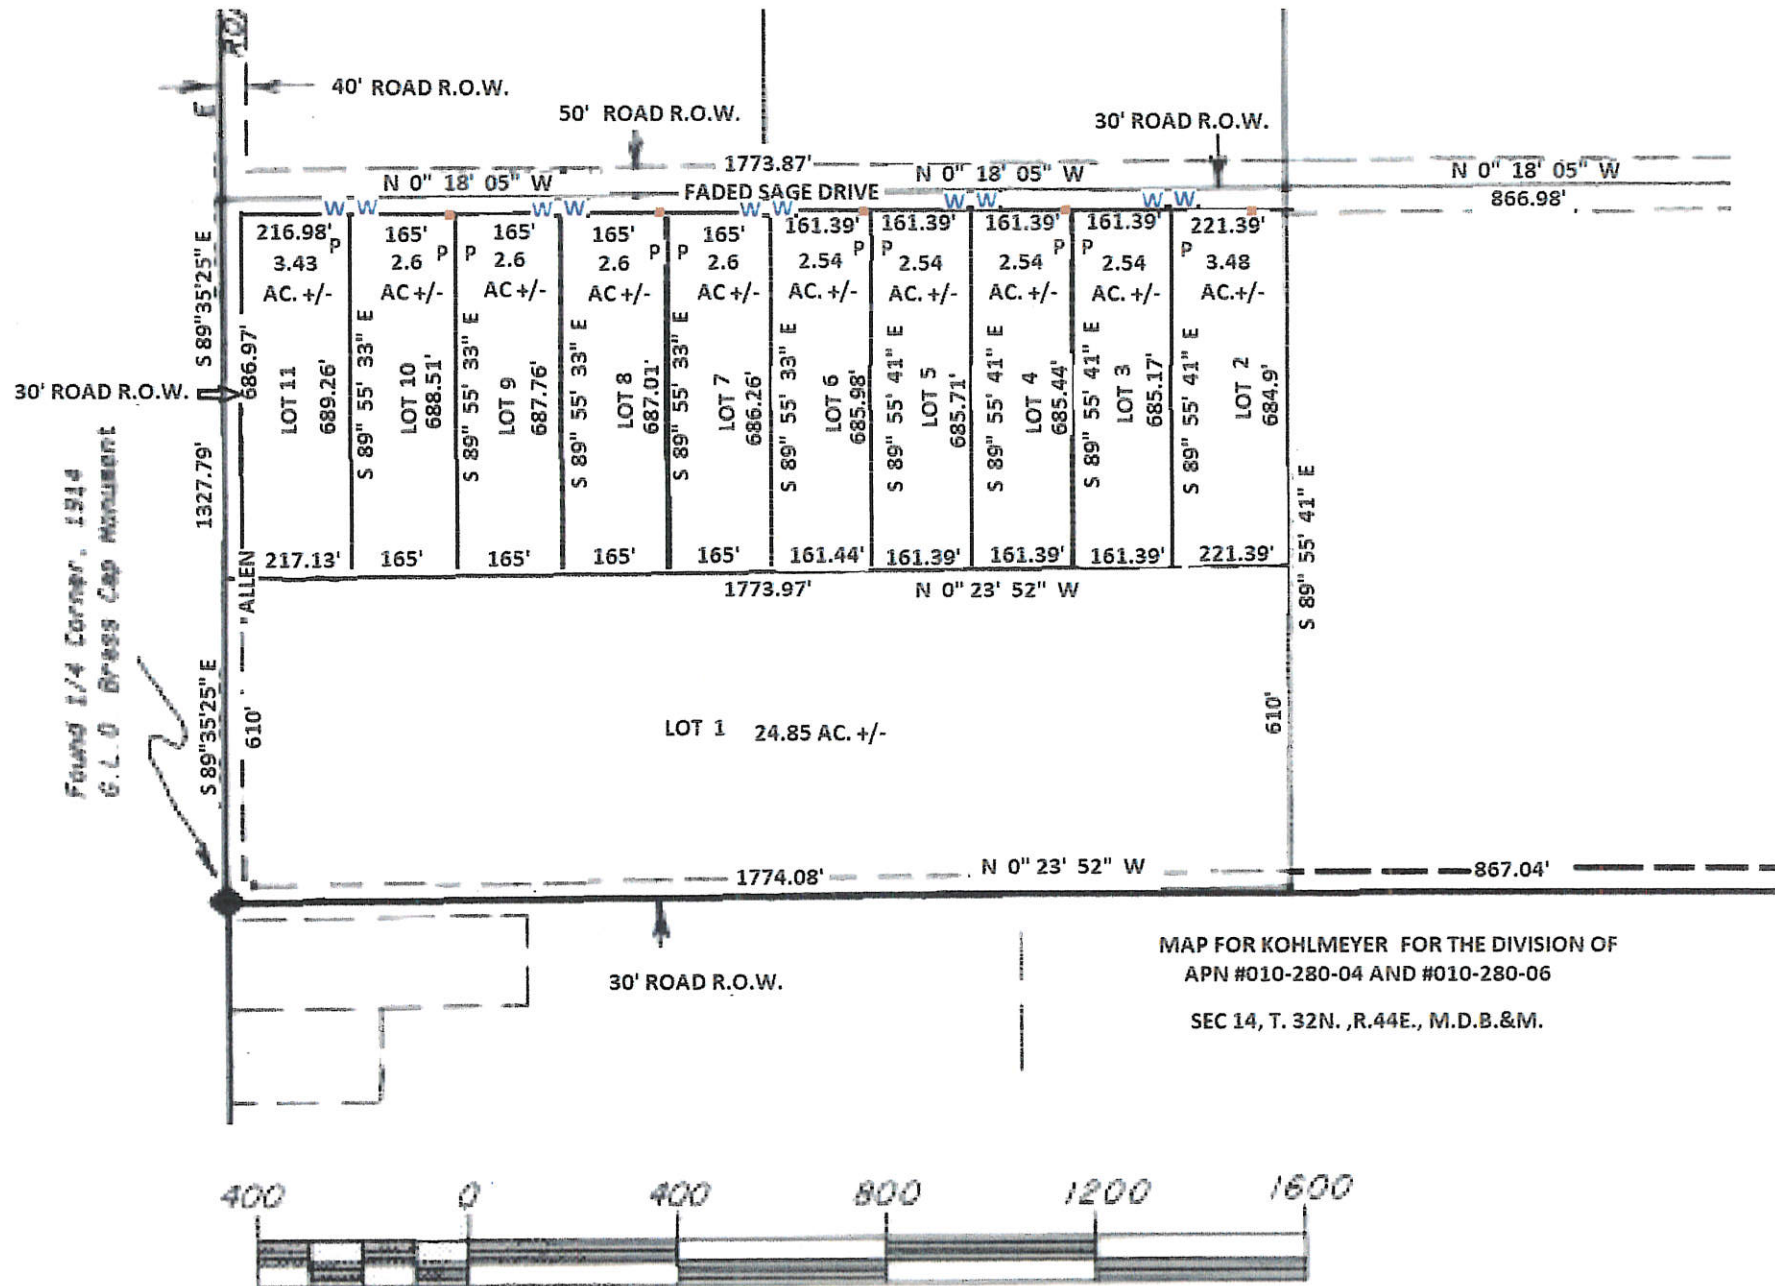 RO
40' ROAD R.O.W.
E
50' ROAD R.O.W.
30' ROAD R.O.W.
1773.87'
N 0" 18' 05" W
N 0" 18' 05" W
N 0" 18' 05" W
FADED SAGE DRIVE
866.98'
W W W W W W W W W W
216.98' 165' 165' 165' 165' 161.39' 161.39' 161.39' 161.39' 221.39'
P P P P P P P P P P
3.43 2.6 2.6 2.6 2.6 2.54 2.54 2.54 2.54 3.48
AC. +/- AC +/- AC +/- AC +/- AC +/- AC. +/- AC. +/- AC. +/- AC. +/- AC.+/-
S 89"35'25" E
686.97'
30' ROAD R.O.W.
LOT 11
689.26'
S 89" 55' 33" E
LOT 10
688.51'
S 89" 55' 33" E
LOT 9
687.76'
S 89" 55' 33" E
LOT 8
687.01'
S 89" 55' 33" E
LOT 7
686.26'
S 89" 55' 33" E
LOT 6
685.98'
S 89" 55' 41" E
LOT 5
685.71'
S 89" 55' 41" E
LOT 4
685.44'
S 89" 55' 41" E
LOT 3
685.17'
S 89" 55' 41" E
LOT 2
684.9'
S 89" 55' 41" E
1327.79'
217.13' 165' 165' 165' 165' 161.44' 161.39' 161.39' 161.39' 221.39'
1773.97'
N 0" 23' 52" W
"ALLEN
Found 1/4 Corner. 1914
G.L.O Brass Cap Monument
S 89"35'25" E
610'
LOT 1 24.85 AC. +/-
610'
1774.08'
N 0" 23' 52" W
867.04'
30' ROAD R.O.W.
MAP FOR KOHLMEYER FOR THE DIVISION OF
APN #010-280-04 AND #010-280-06
SEC 14, T. 32N. ,R.44E., M.D.B.&M.
400 0 400 800 1200 1600